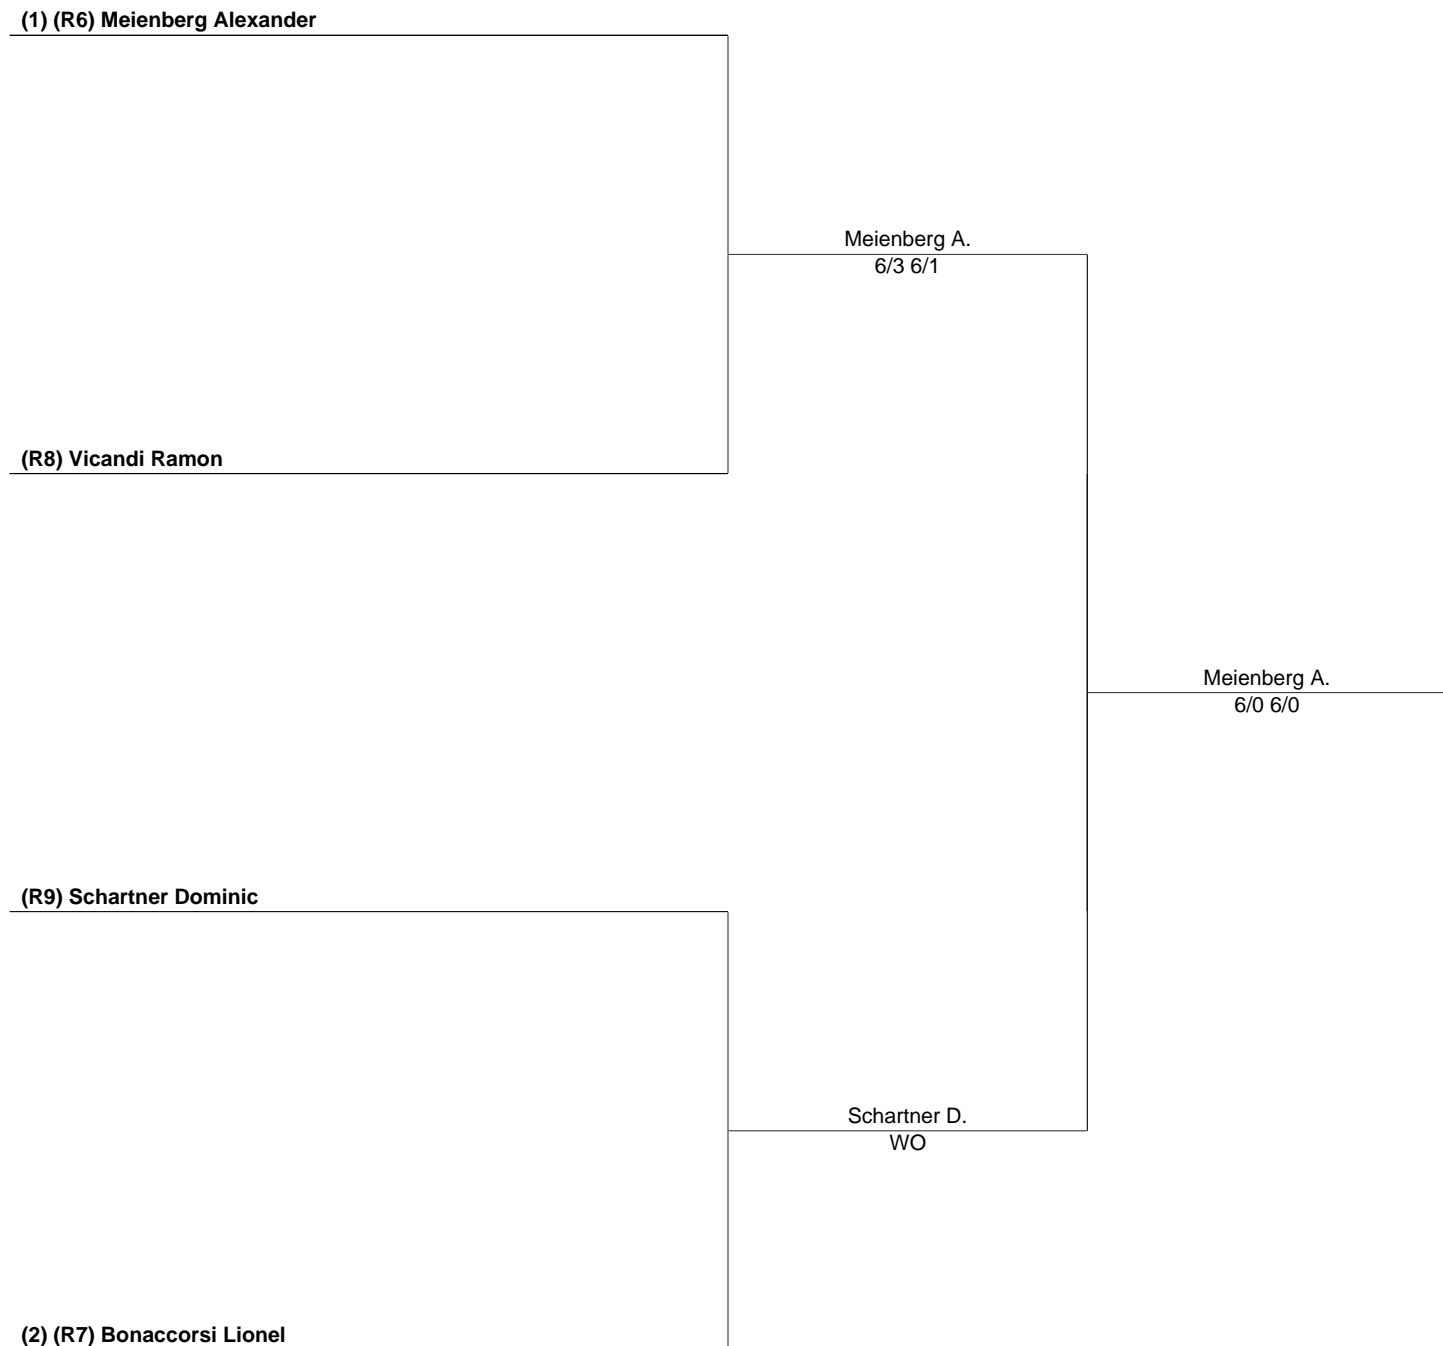 (1) (R6) Meienberg Alexander
Meienberg A.
6/3 6/1
(R8) Vicandi Ramon
Meienberg A.
6/0 6/0
(R9) Schartner Dominic
Schartner D.
WO
(2) (R7) Bonaccorsi Lionel